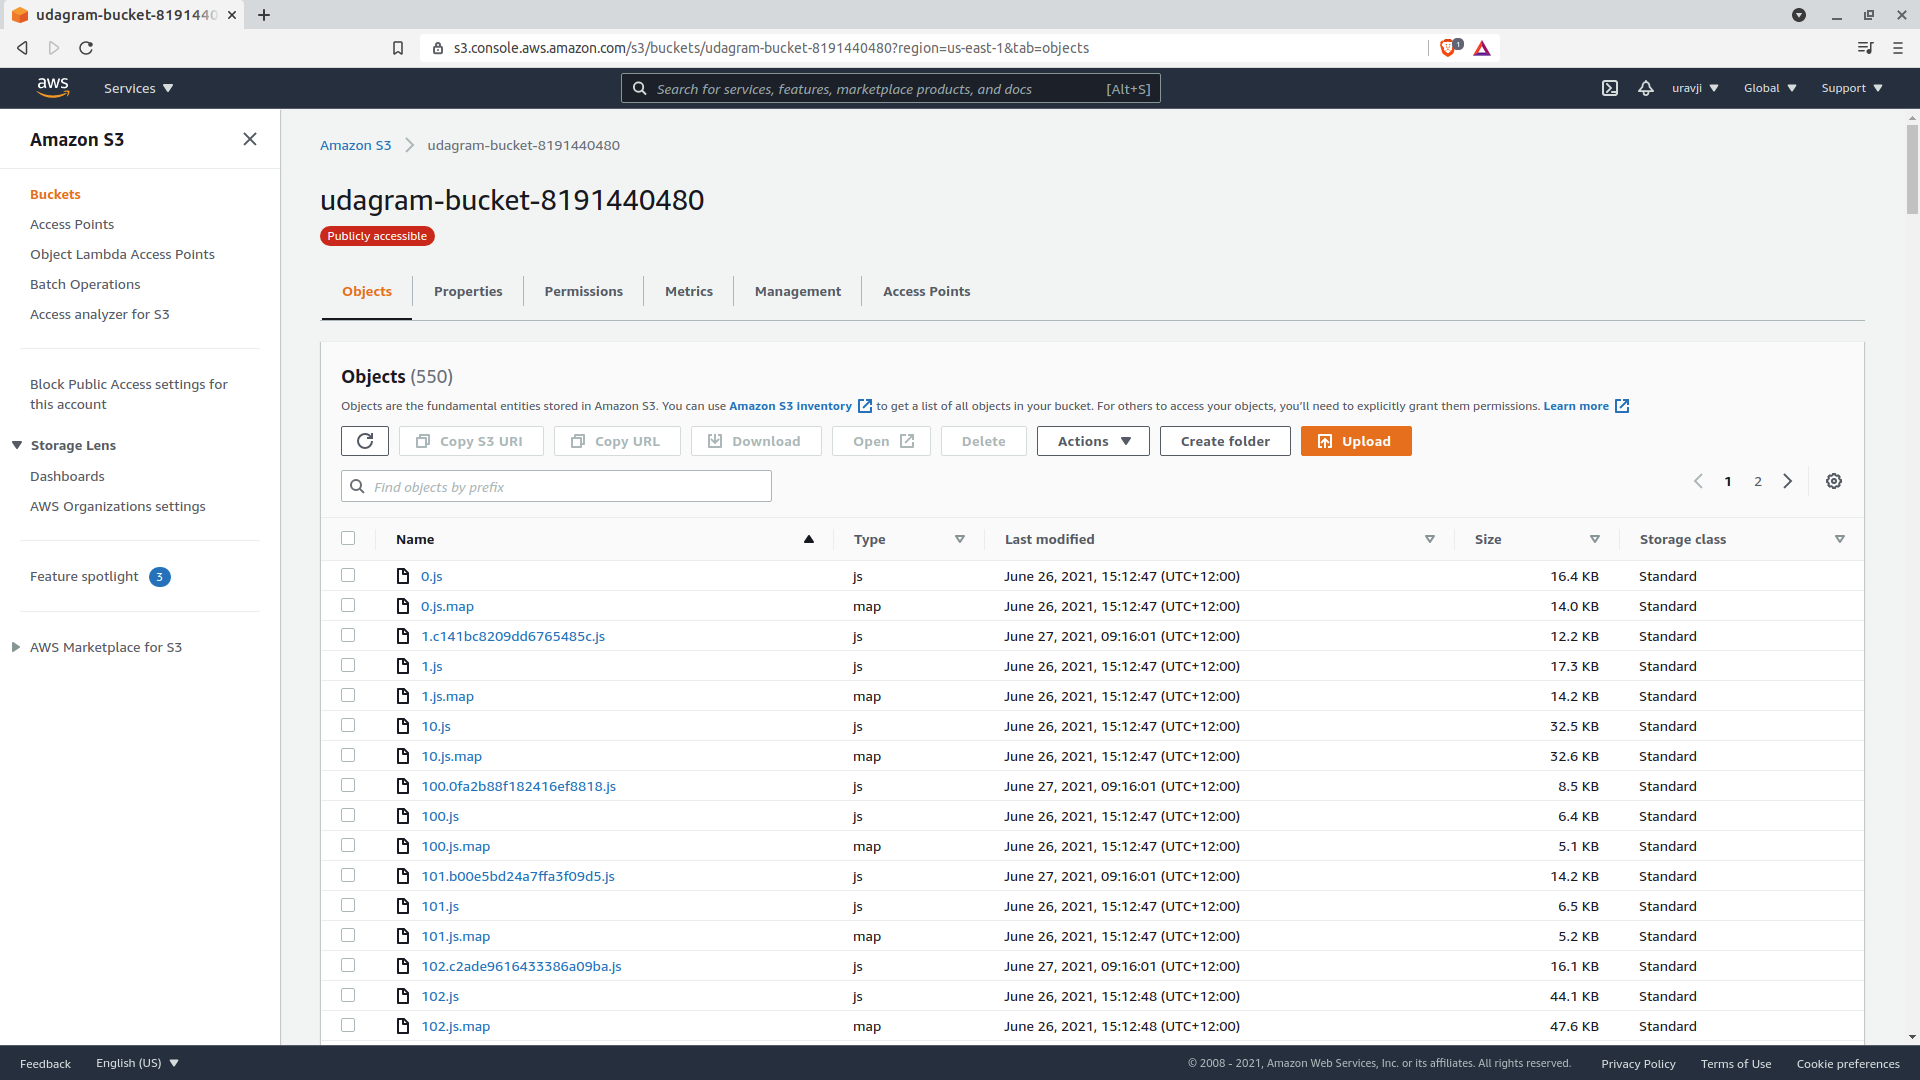 udagram-bucket-8191440
s3.console.aws.amazon.com/s3/buckets/udagram-bucket-8191440480?region=us-east-1&tab=objects
1
aws
Services
Search for services, features, marketplace products, and docs [Alt+S]
uravji
Global
Support
Amazon S3
Buckets
Access Points
Object Lambda Access Points
Batch Operations
Access analyzer for S3
Block Public Access settings for
this account
Storage Lens
Dashboards
AWS Organizations settings
Feature spotlight 3
AWS Marketplace for S3
Amazon S3 udagram-bucket-8191440480
udagram-bucket-8191440480
Publicly accessible
Objects Properties Permissions Metrics Management Access Points
Objects (550)
Objects are the fundamental entities stored in Amazon S3. You can use Amazon S3 inventory to get a list of all objects in your bucket. For others to access your objects, you'll need to explicitly grant them permissions. Learn more
Copy S3 URI Copy URL Download Open Delete Actions Create folder Upload
Find objects by prefix
1 2
Name Type Last modified Size Storage class
0.js js June 26, 2021, 15:12:47 (UTC+12:00) 16.4 KB Standard
0.js.map map June 26, 2021, 15:12:47 (UTC+12:00) 14.0 KB Standard
1.c141bc8209dd6765485c.js js June 27, 2021, 09:16:01 (UTC+12:00) 12.2 KB Standard
1.js js June 26, 2021, 15:12:47 (UTC+12:00) 17.3 KB Standard
1.js.map map June 26, 2021, 15:12:47 (UTC+12:00) 14.2 KB Standard
10.js js June 26, 2021, 15:12:47 (UTC+12:00) 32.5 KB Standard
10.js.map map June 26, 2021, 15:12:47 (UTC+12:00) 32.6 KB Standard
100.0fa2b88f182416ef8818.js js June 27, 2021, 09:16:01 (UTC+12:00) 8.5 KB Standard
100.js js June 26, 2021, 15:12:47 (UTC+12:00) 6.4 KB Standard
100.js.map map June 26, 2021, 15:12:47 (UTC+12:00) 5.1 KB Standard
101.b00e5bd24a7ffa3f09d5.js js June 27, 2021, 09:16:01 (UTC+12:00) 14.2 KB Standard
101.js js June 26, 2021, 15:12:47 (UTC+12:00) 6.5 KB Standard
101.js.map map June 26, 2021, 15:12:47 (UTC+12:00) 5.2 KB Standard
102.c2ade9616433386a09ba.js js June 27, 2021, 09:16:01 (UTC+12:00) 16.1 KB Standard
102.js js June 26, 2021, 15:12:48 (UTC+12:00) 44.1 KB Standard
102.js.map map June 26, 2021, 15:12:48 (UTC+12:00) 47.6 KB Standard
Feedback English (US) © 2008 - 2021, Amazon Web Services, Inc. or its affiliates. All rights reserved. Privacy Policy Terms of Use Cookie preferences